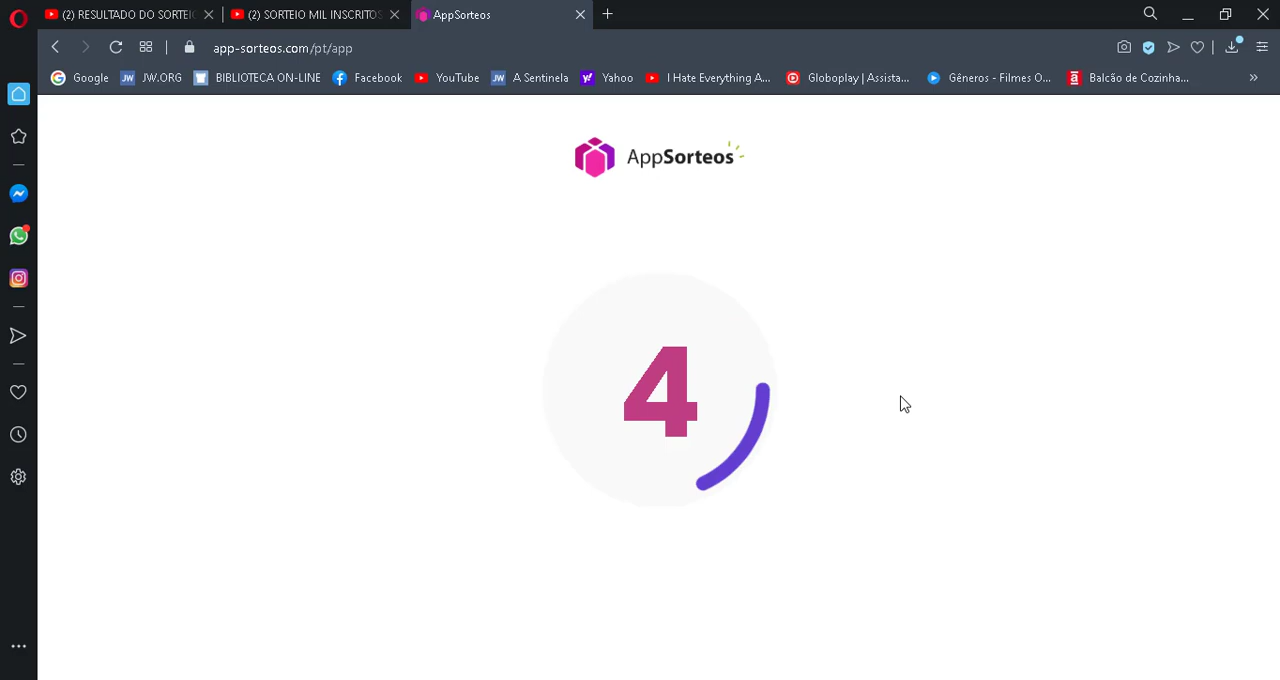 (2) RESULTADO DO SORTEIO
(2) SORTEIO MIL INSCRITOS
AppSorteos
app-sorteos.com/pt/app
Google
JW.ORG
BIBLIOTECA ON-LINE
Facebook
YouTube
A Sentinela
Yahoo
I Hate Everything A...
Globoplay | Assista...
Gêneros - Filmes O...
Balcão de Cozinha...
AppSorteos
4